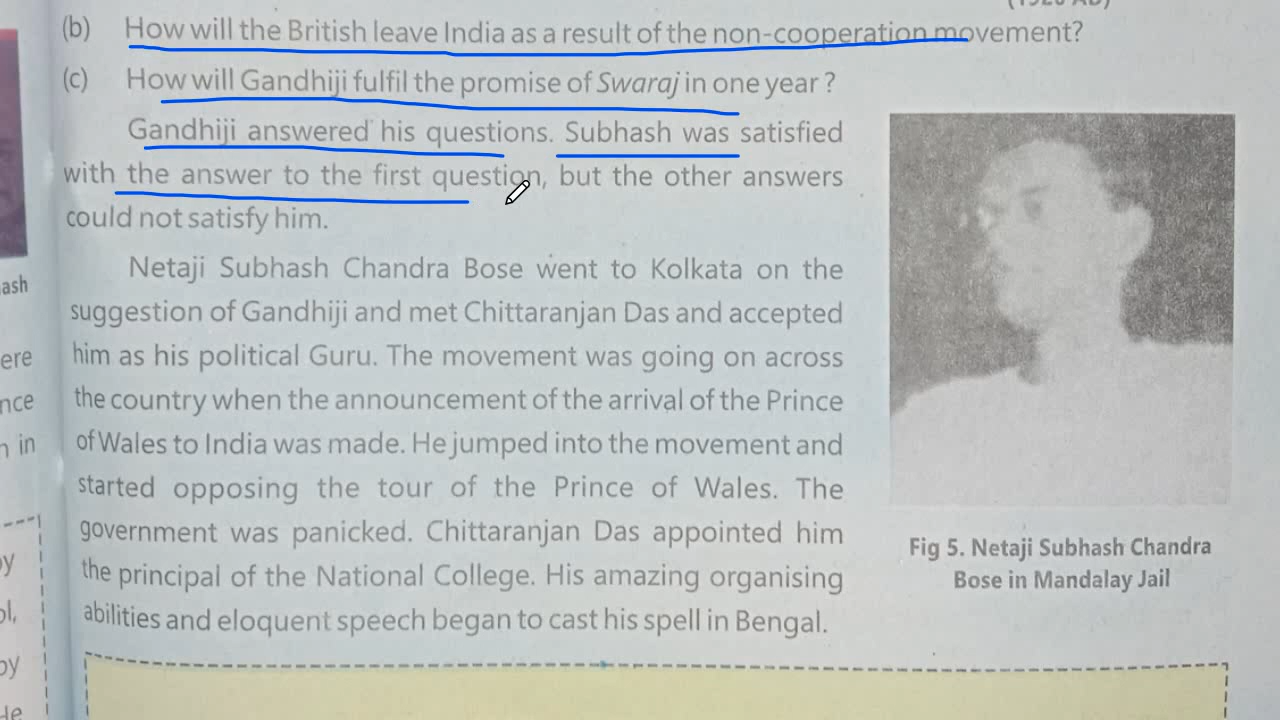 (b) How will the British leave India as a result of the non-cooperation movement?
(c) How will Gandhiji fulfil the promise of Swaraj in one year ?
Gandhiji answered his questions. Subhash was satisfied
with the answer to the first question, but the other answers
could not satisfy him.
Netaji Subhash Chandra Bose went to Kolkata on the
suggestion of Gandhiji and met Chittaranjan Das and accepted
him as his political Guru. The movement was going on across
the country when the announcement of the arrival of the Prince
of Wales to India was made. He jumped into the movement and
started opposing the tour of the Prince of Wales. The
government was panicked. Chittaranjan Das appointed him
the principal of the National College. His amazing organising
abilities and eloquent speech began to cast his spell in Bengal.
Fig 5. Netaji Subhash Chandra
Bose in Mandalay Jail